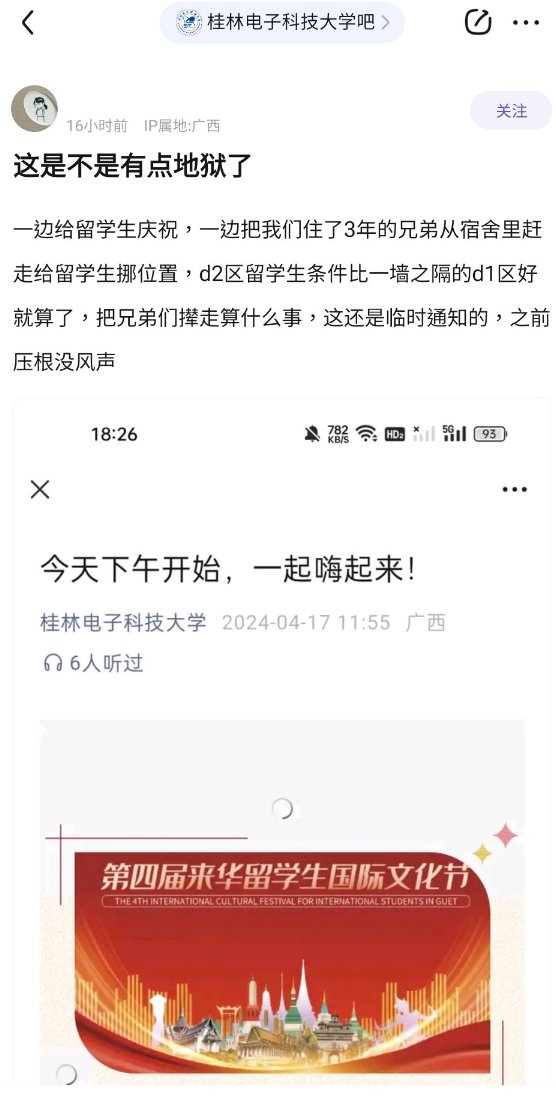 桂林电子科技大学吧
关注
16小时前 IP属地:广西
这是不是有点地狱了
一边给留学生庆祝，一边把我们住了3年的兄弟从宿舍里赶
走给留学生挪位置，d2区留学生条件比一墙之隔的d1区好
就算了，把兄弟们撵走算什么事，这还是临时通知的，之前
压根没风声
18:26 782 KB/S HD2 5G 93
今天下午开始，一起嗨起来！
桂林电子科技大学 2024-04-17 11:55 广西
6人听过
第四届来华留学生国际文化节
THE 4TH INTERNATIONAL CULTURAL FESTIVAL FOR INTERNATIONAL STUDENTS IN GUET